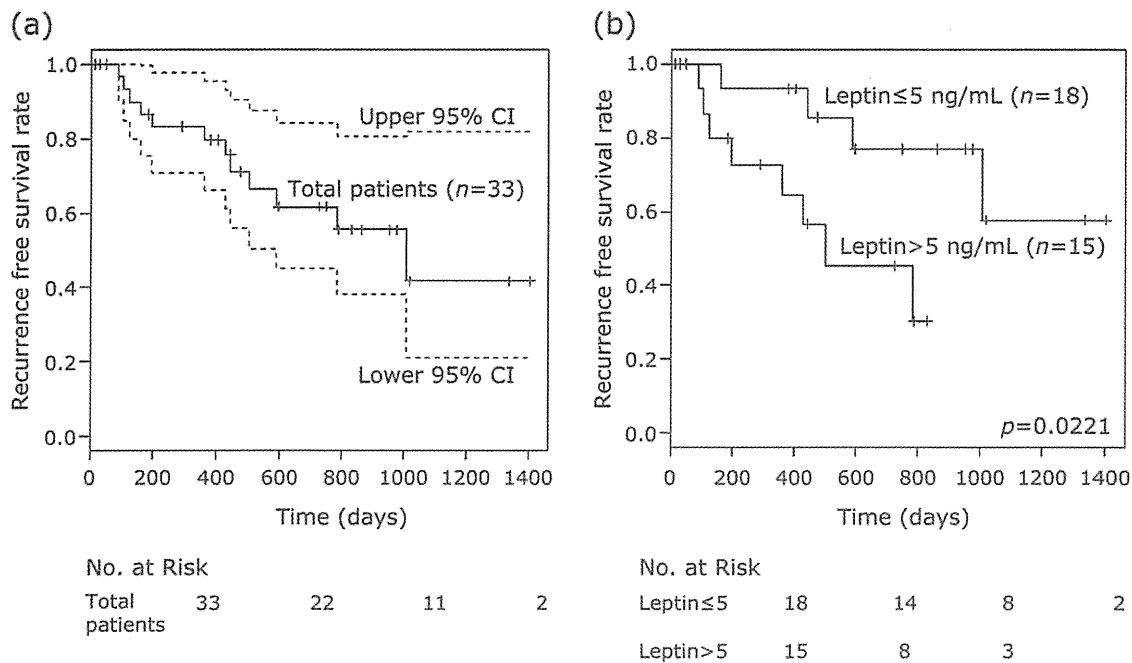 (a)
Recurrence free survival rate
1.0
0.8
0.6
0.4
0.2
0.0
Upper 95% CI
Total patients (n=33)
Lower 95% CI
0 200 400 600 800 1000 1200 1400
Time (days)
No. at Risk
Total patients 33 22 11 2
(b)
Recurrence free survival rate
1.0
0.8
0.6
0.4
0.2
0.0
Leptin≤5 ng/mL (n=18)
Leptin>5 ng/mL (n=15)
p=0.0221
0 200 400 600 800 1000 1200 1400
Time (days)
No. at Risk
Leptin≤5 18 14 8 2
Leptin>5 15 8 3